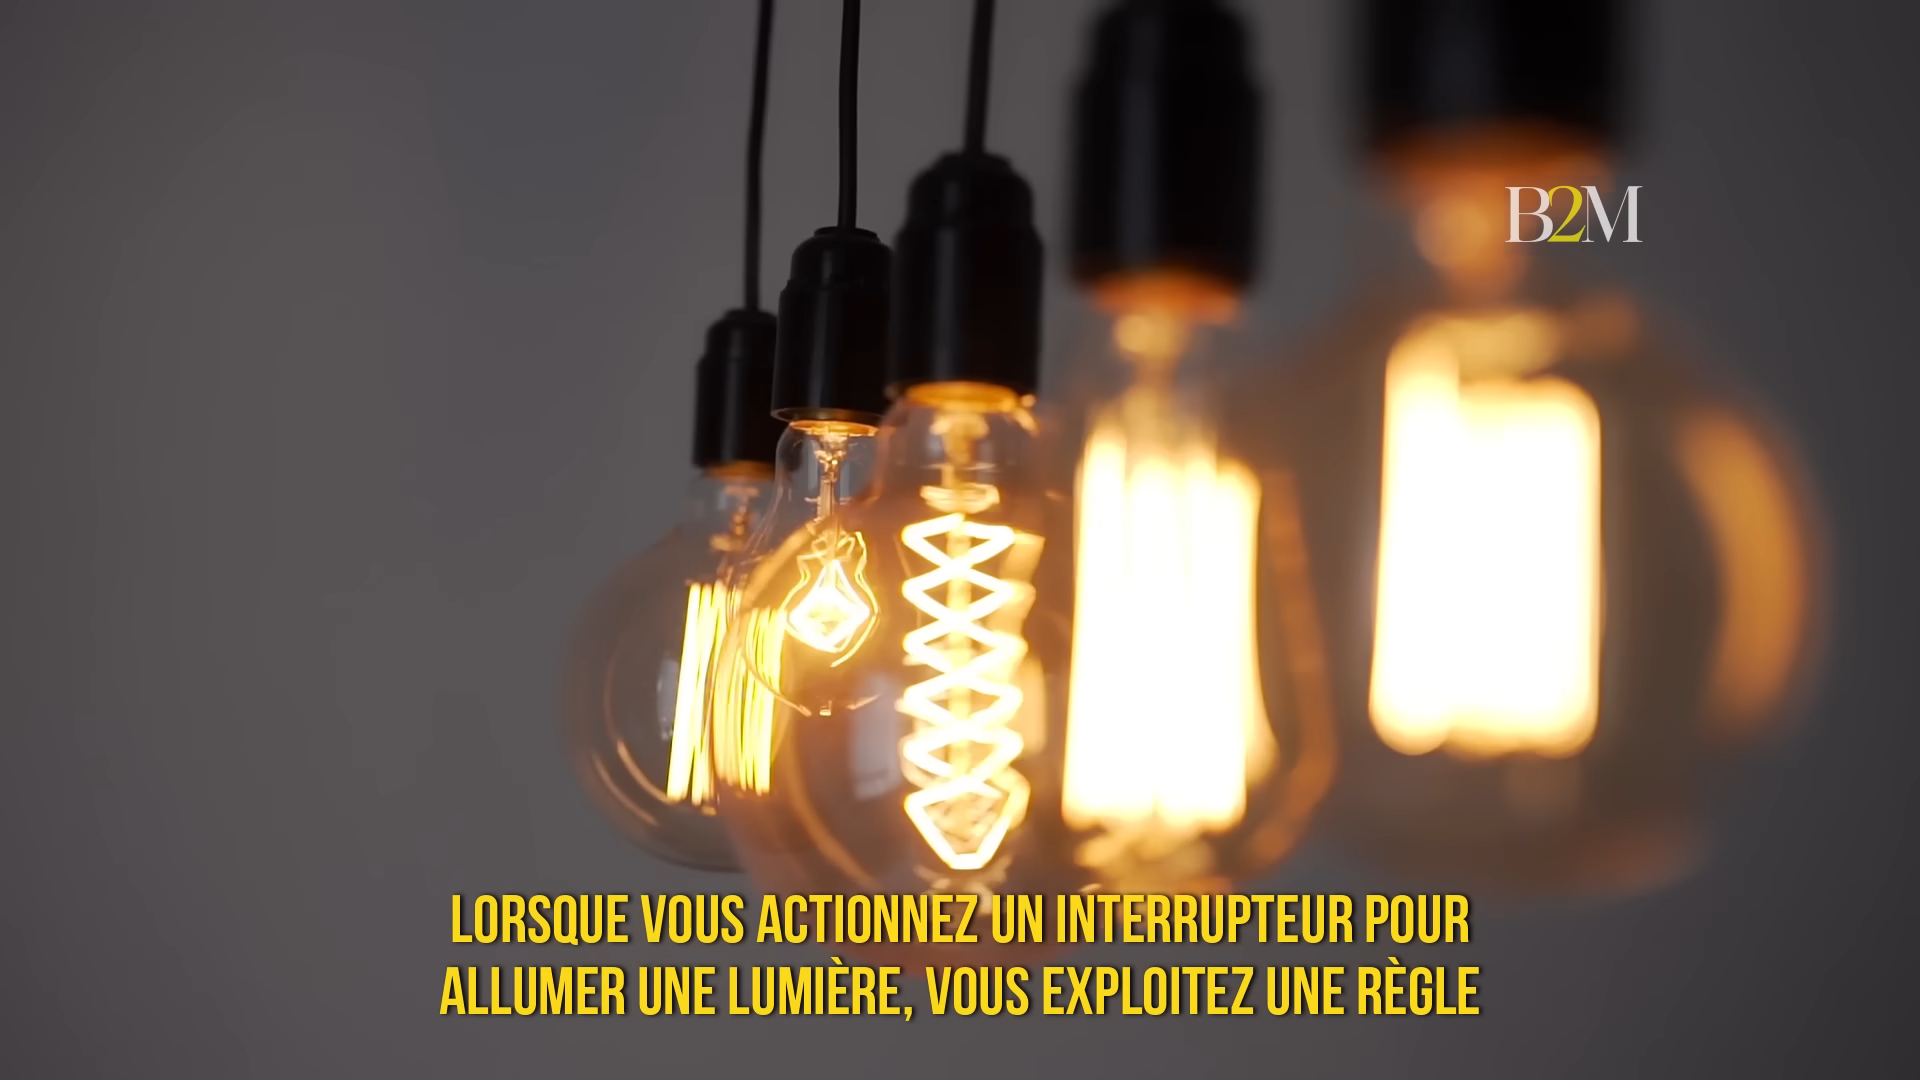 B2M
LORSQUE VOUS ACTIONNEZ UN INTERRUPTEUR POUR
ALLUMER UNE LUMIÈRE, VOUS EXPLOITEZ UNE RÈGLE